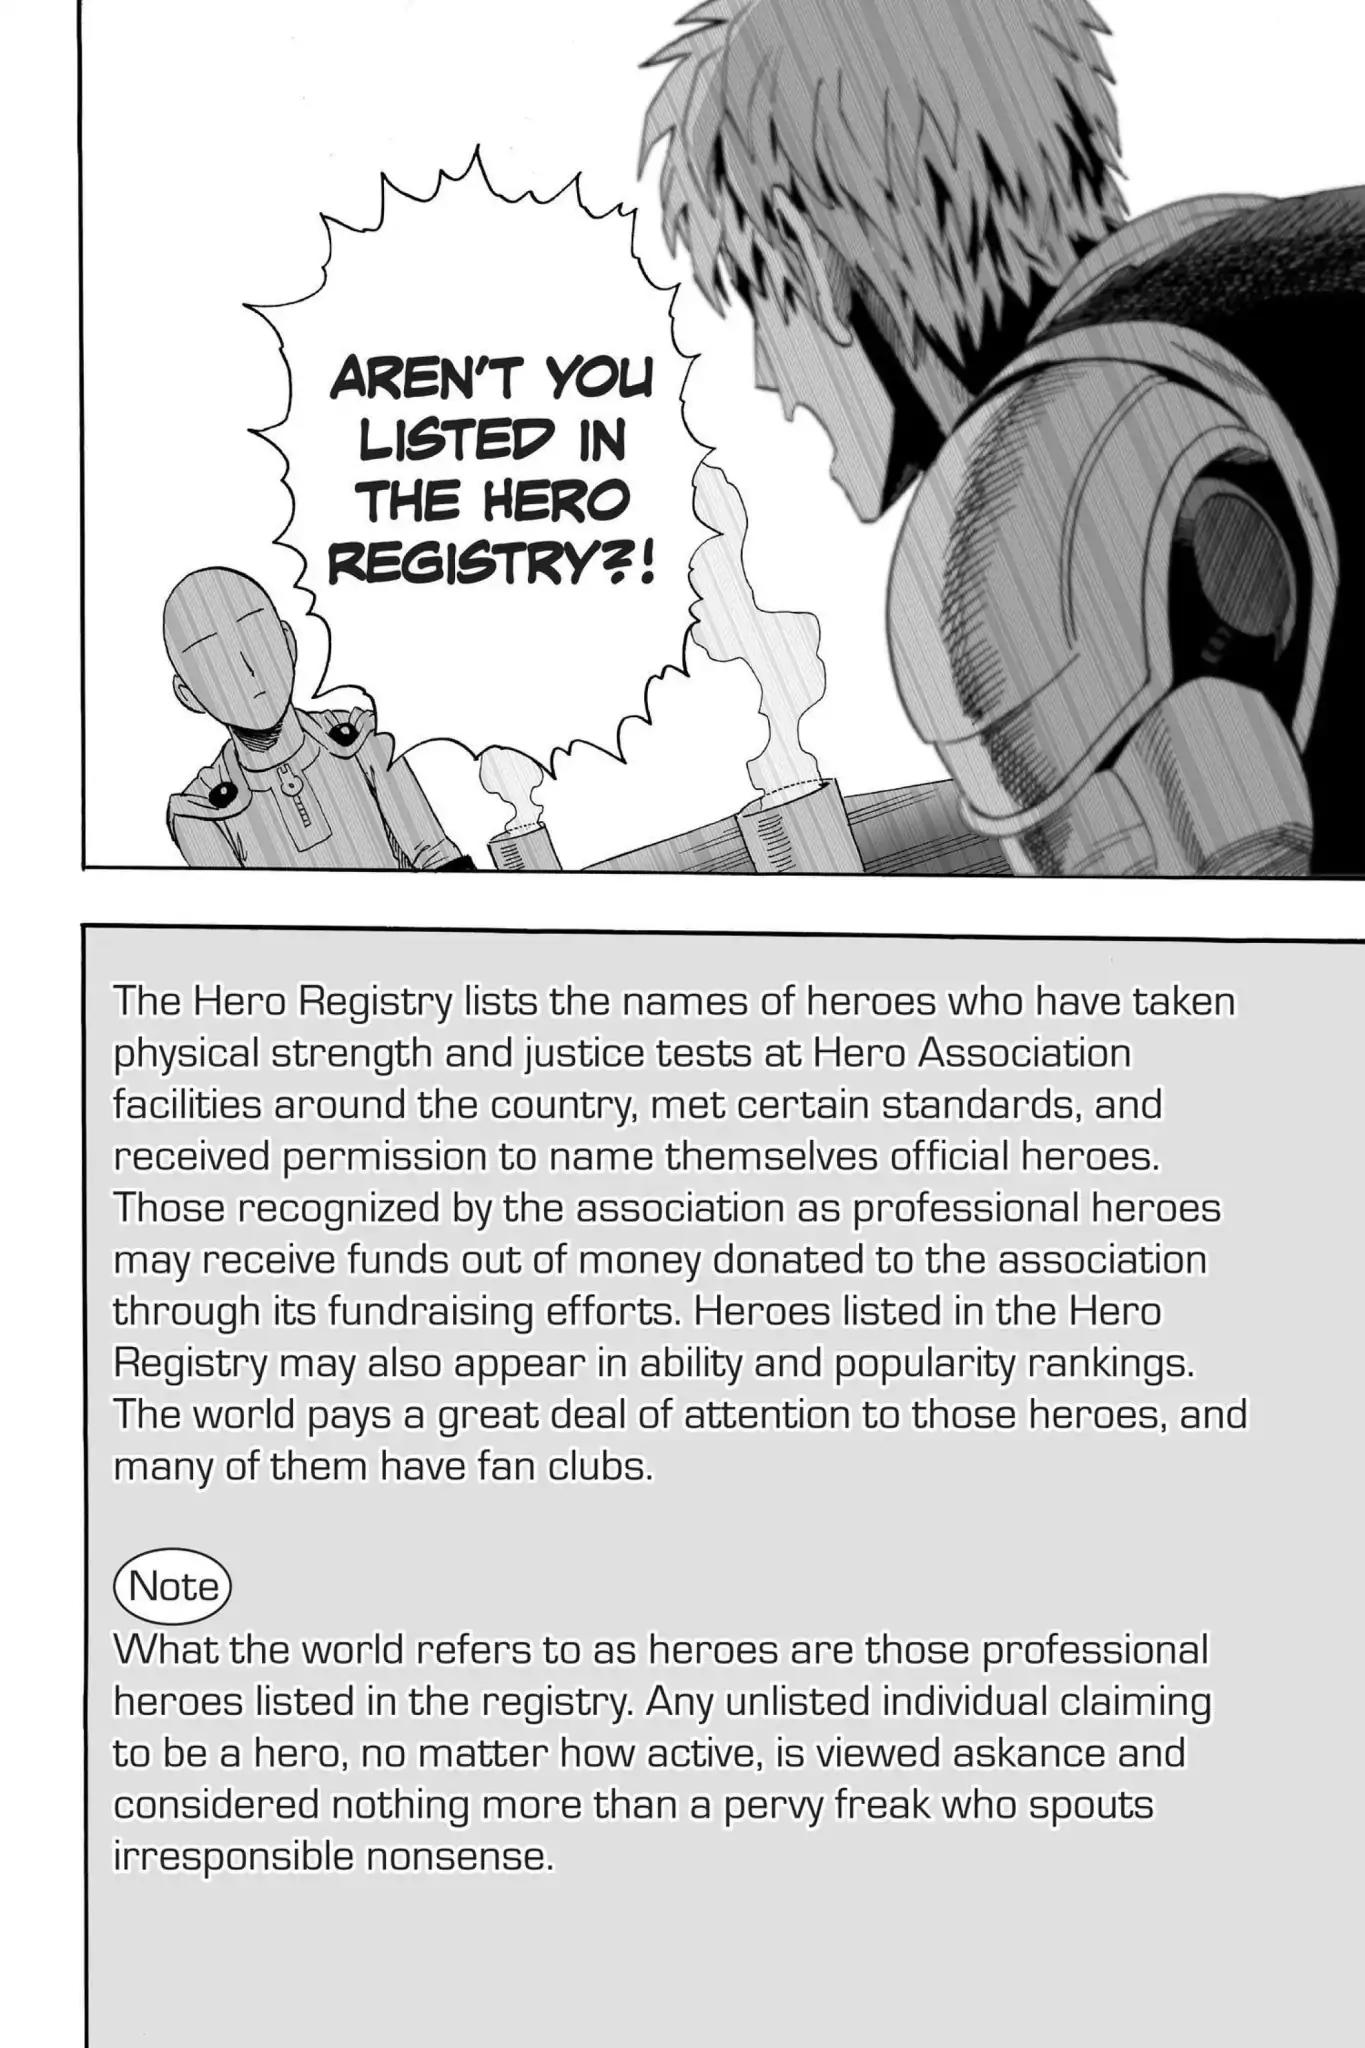 AREN'T YOU
LISTED IN
THE HERO
REGISTRY?!
The Hero Registry lists the names of heroes who have taken
physical strength and justice tests at Hero Association
facilities around the country, met certain standards, and
received permission to name themselves official heroes.
Those recognized by the association as professional heroes
may receive funds out of money donated to the association
through its fundraising efforts. Heroes listed in the Hero
Registry may also appear in ability and popularity rankings.
The world pays a great deal of attention to those heroes, and
many of them have fan clubs.
Note
What the world refers to as heroes are those professional
heroes listed in the registry. Any unlisted individual claiming
to be a hero, no matter how active, is viewed askance and
considered nothing more than a pervy freak who spouts
irresponsible nonsense.